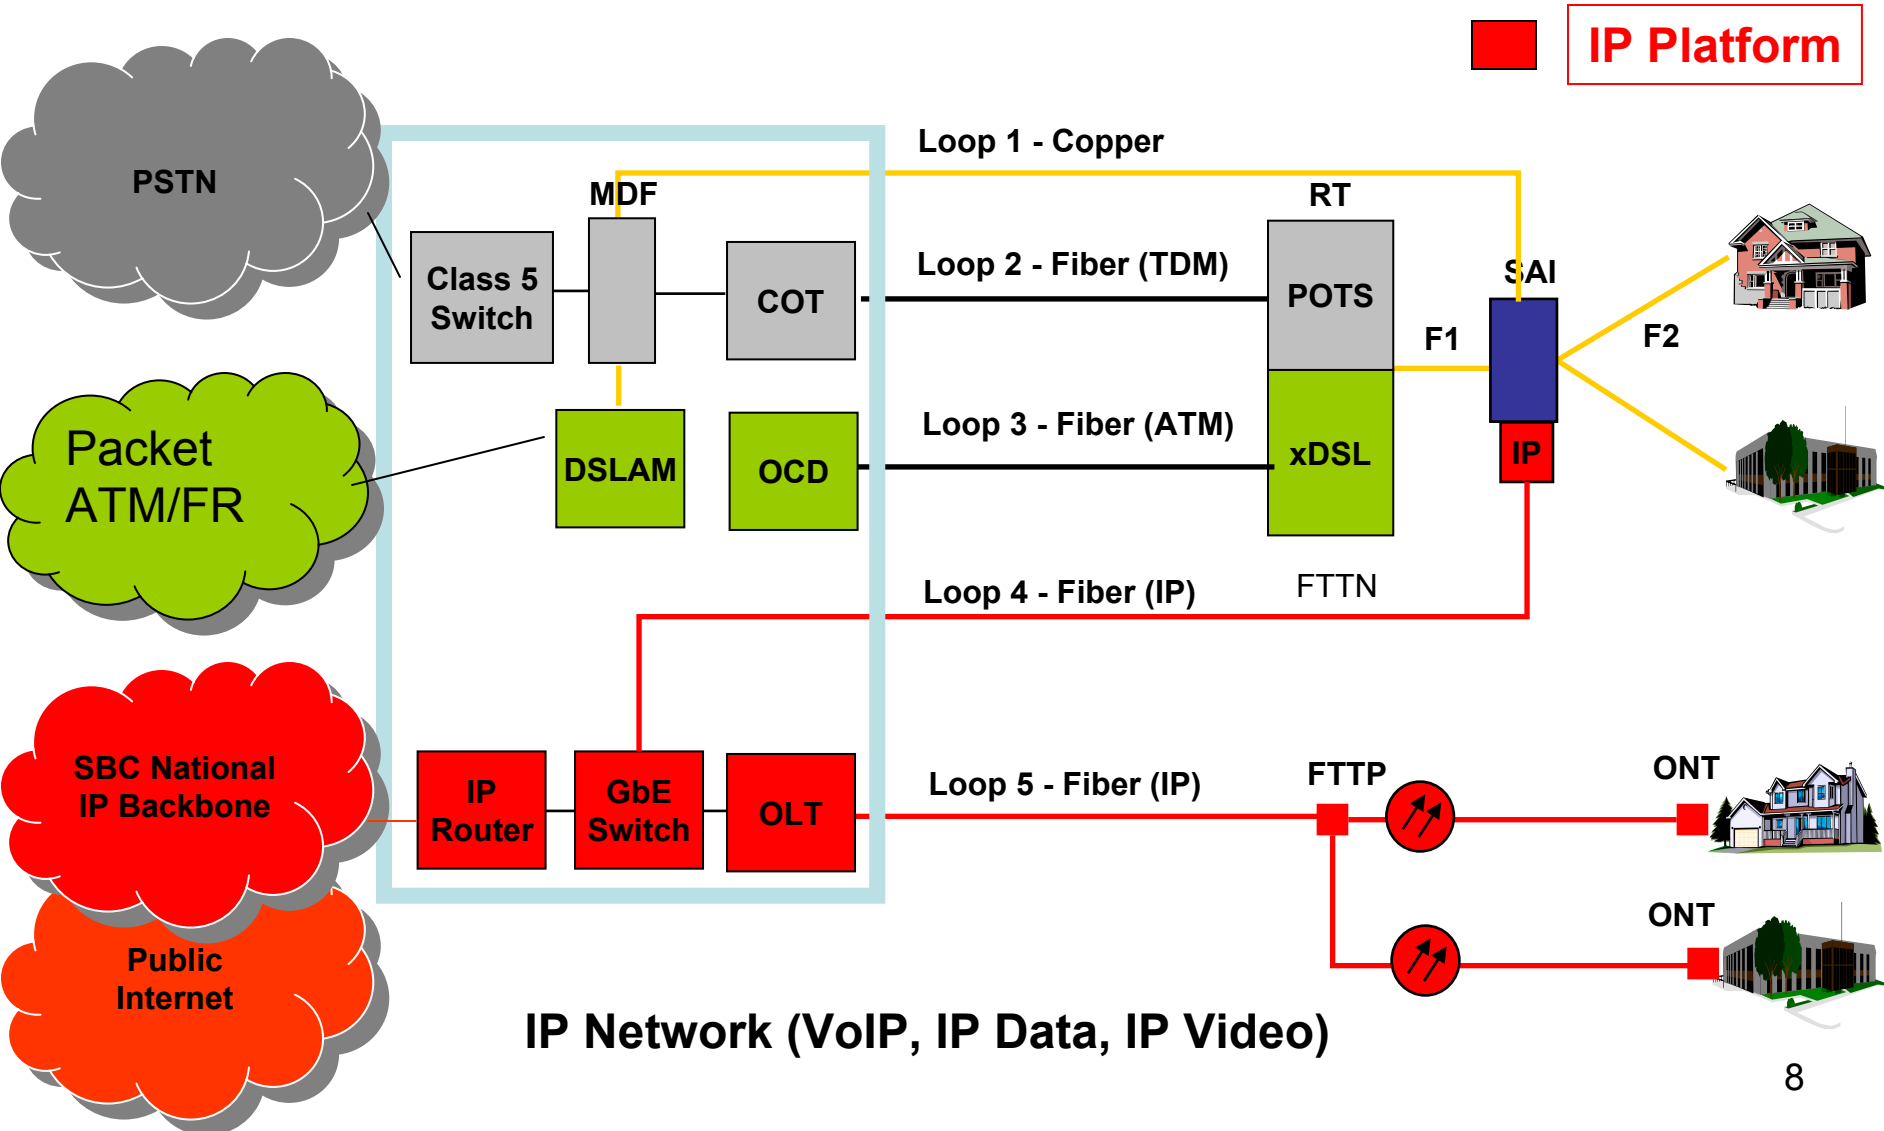 IP Platform
Loop 1 - Copper
PSTN
MDF
RT
Class 5
Switch
COT
Loop 2 - Fiber (TDM)
POTS
SAI
F1
F2
Packet
ATM/FR
DSLAM
OCD
Loop 3 - Fiber (ATM)
xDSL
IP
Loop 4 - Fiber (IP)
FTTN
SBC National
IP Backbone
IP
Router
GbE
Switch
OLT
Loop 5 - Fiber (IP)
FTTP
ONT
ONT
Public
Internet
IP Network (VoIP, IP Data, IP Video)
8